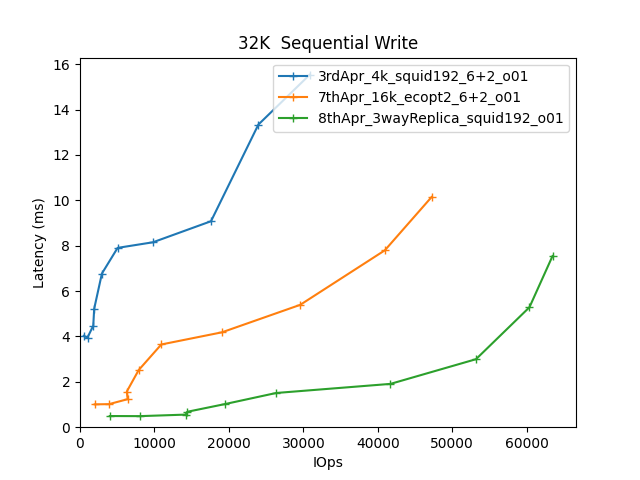 32K  Sequential Write
3rdApr_4k_squid192_6+2_o01
7thApr_16k_ecopt2_6+2_o01
8thApr_3wayReplica_squid192_o01
Latency (ms)
16
14
12
10
8
6
4
2
0
0 10000 20000 30000 40000 50000 60000
IOps